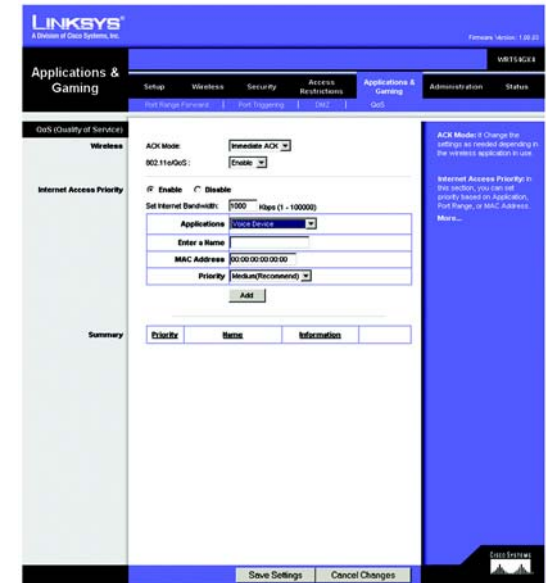 LINKSYS®
A Division of Cisco Systems, Inc.
Firmware Version: 1.00.20
WRT54GX4
Applications & Gaming
Setup Wireless Security Access Restrictions Applications & Gaming Administration Status
Port Range Forward | Port Triggering | DMZ | QoS
QoS (Quality of Service)
Wireless
ACK Mode: Immediate ACK
802.11e/QoS : Enable
Internet Access Priority
Enable Disable
Set Internet Bandwidth: 1000 Kbps (1 - 100000)
Applications Voice Device
Enter a Name
MAC Address 00:00:00:00:00:00
Priority Medium(Recommend)
Add
Summary
Priority Name Information
ACK Mode: It Change the
settings as needed depending in
the wireless application in use.
Internet Access Priority: In
this section, you can set
priority based on Application,
Port Range, or MAC Address.
More...
CISCO SYSTEMS
Save Settings Cancel Changes